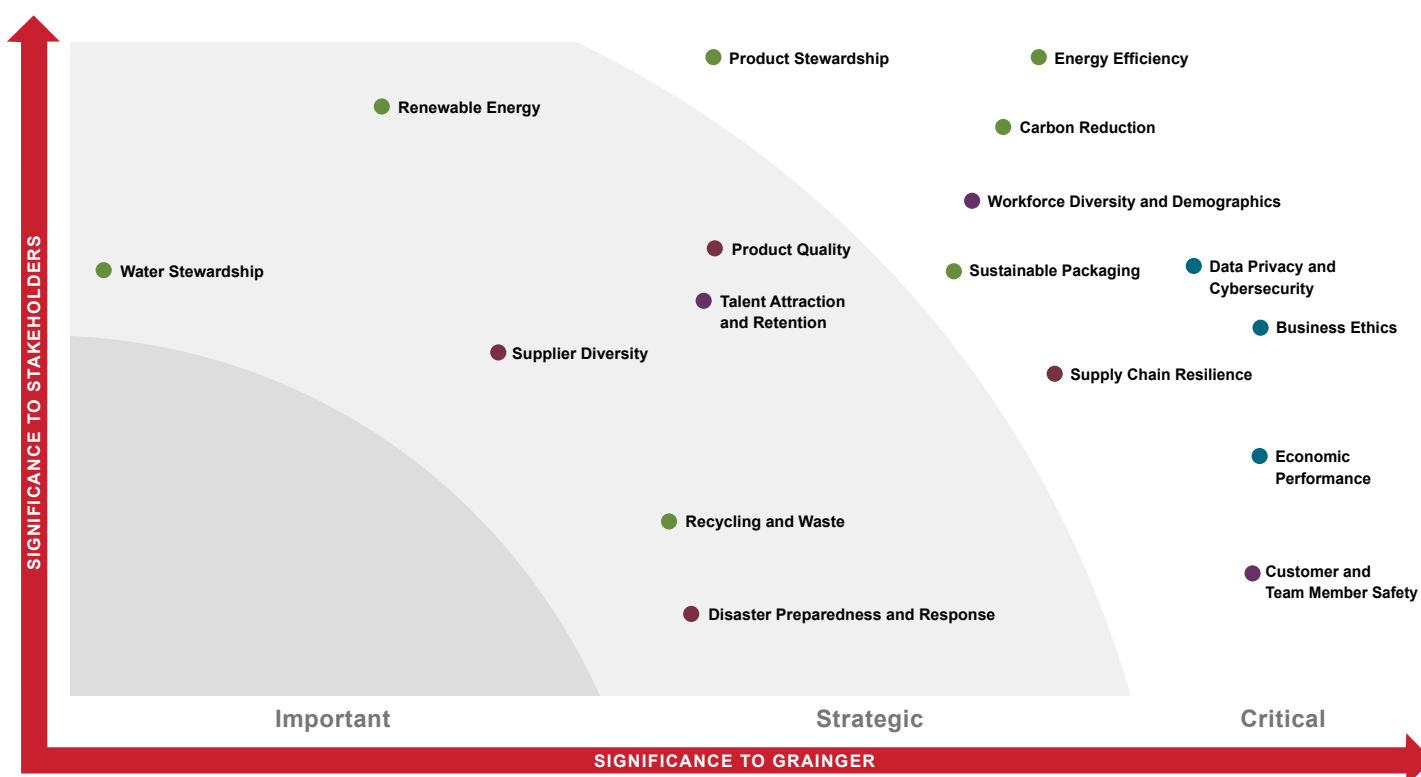 Product Stewardship
Energy Efficiency
Renewable Energy
Carbon Reduction
Workforce Diversity and Demographics
Product Quality
Water Stewardship
Sustainable Packaging
Data Privacy and
Cybersecurity
Talent Attraction
and Retention
Business Ethics
Supplier Diversity
Supply Chain Resilience
Economic
Performance
Recycling and Waste
Customer and
Team Member Safety
Disaster Preparedness and Response
SIGNIFICANCE TO STAKEHOLDERS
Important
Strategic
Critical
SIGNIFICANCE TO GRAINGER